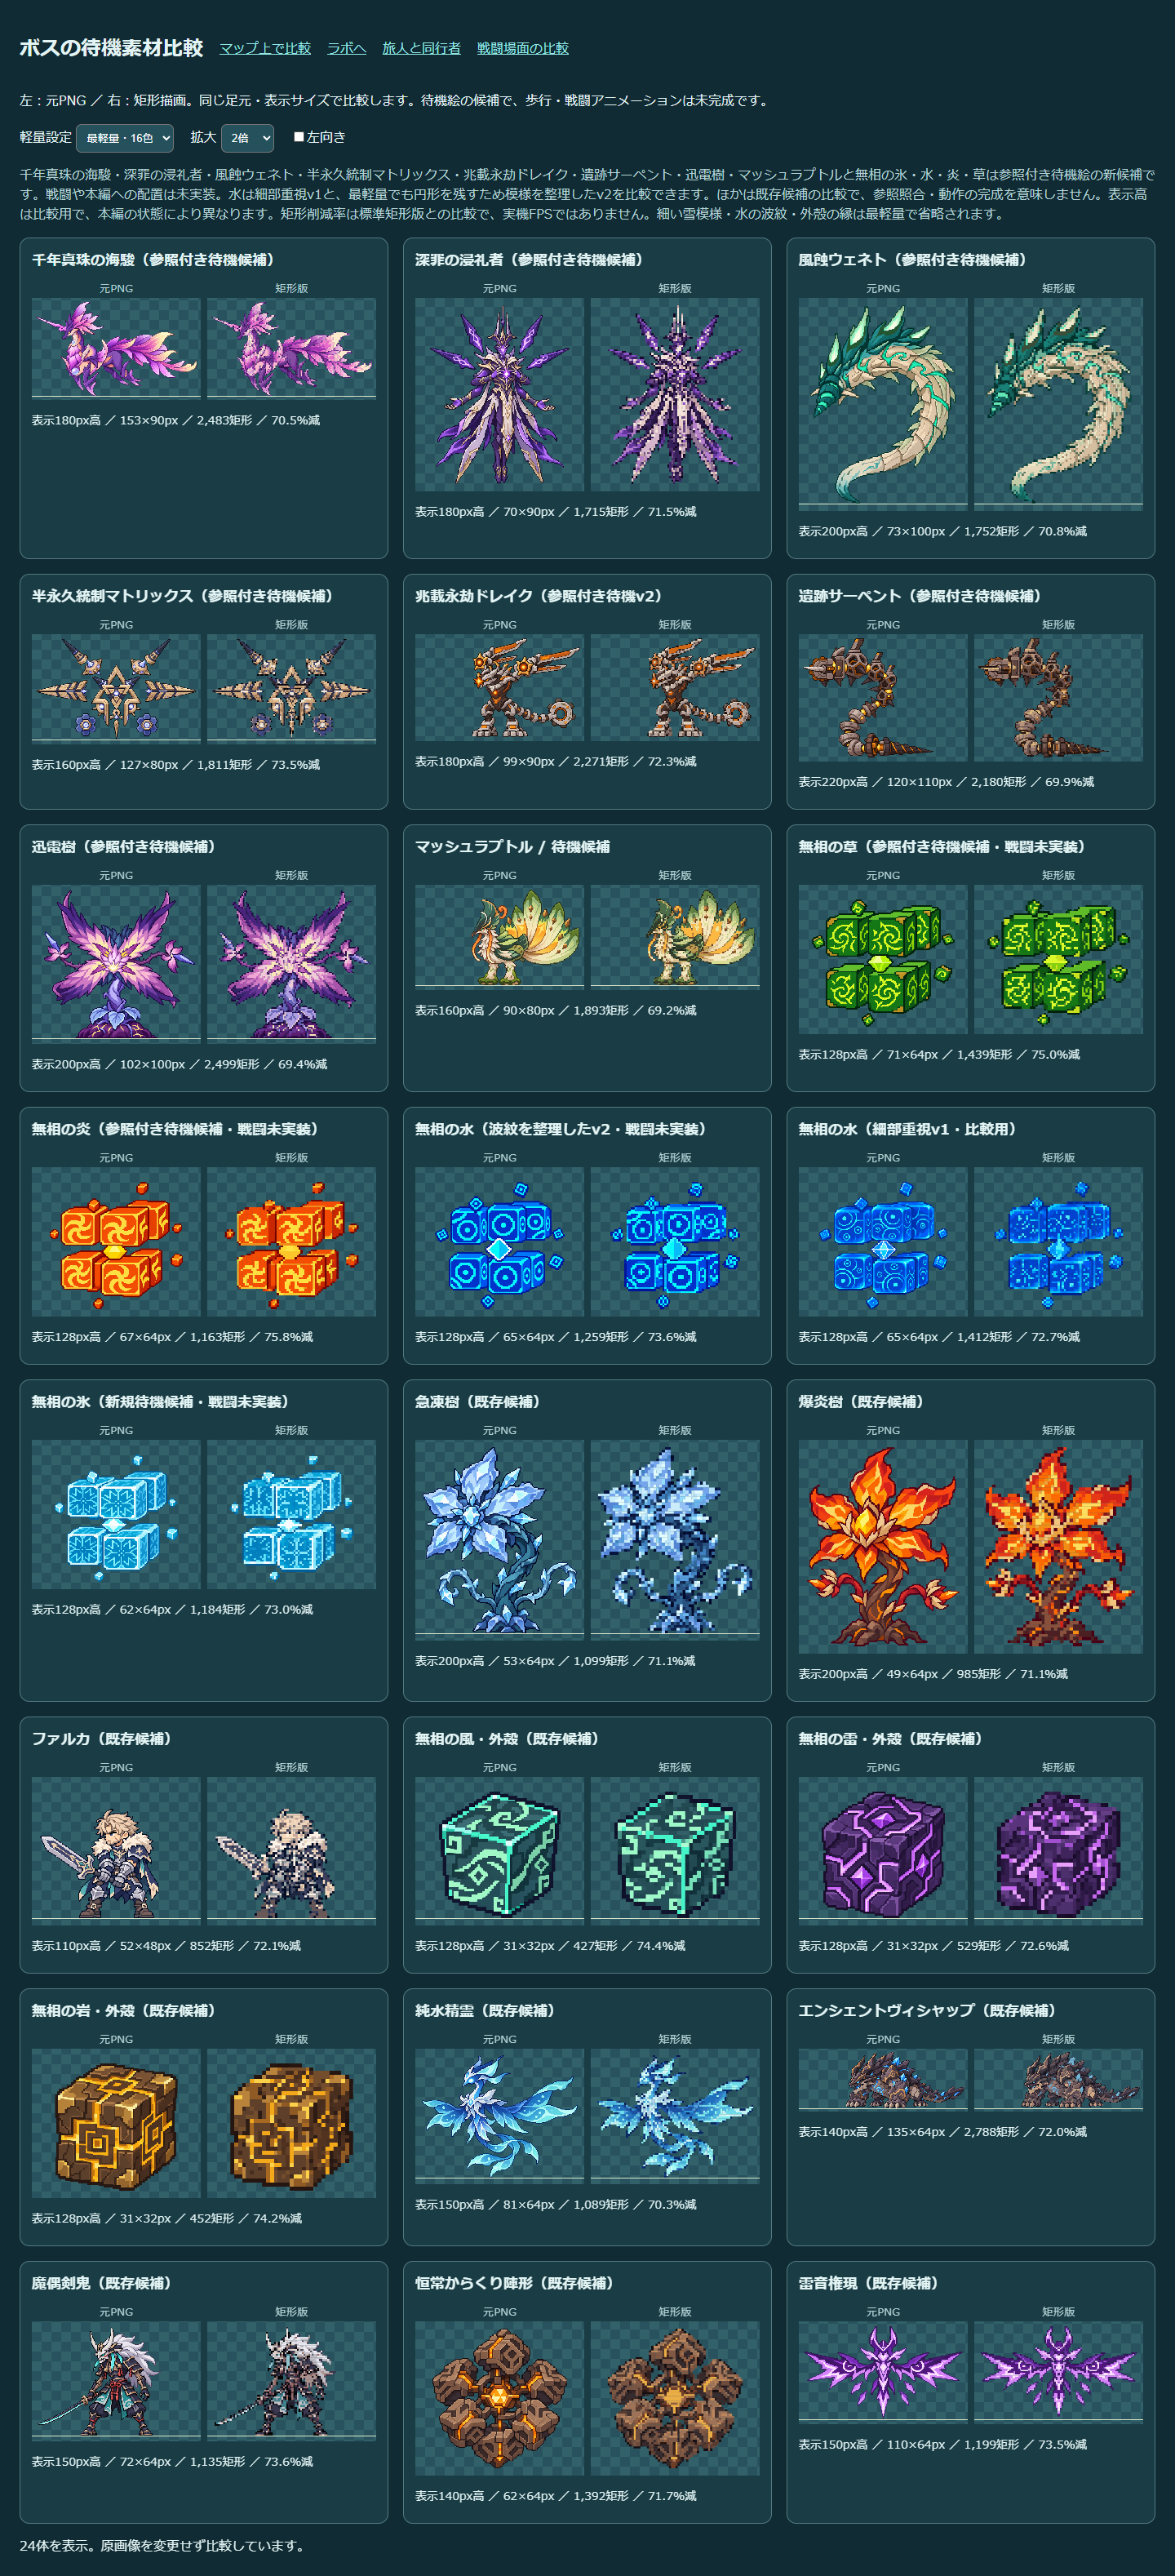 ボスの待機素材比較 マップ上で比較 ラボへ 旅人と同行者 戦闘場面の比較
左：元PNG ／ 右：矩形描画。同じ足元・表示サイズで比較します。待機絵の候補で、歩行・戦闘アニメーションは未完成です。
軽量設定 最軽量・16色 拡大 2倍 左向き
千年真珠の海駿・深罪の浸礼者・風蝕ウェネト・半永久統制マトリックス・兆載永劫ドレイク・遺跡サーペント・迅電樹・マッシュラプトルと無相の氷・水・炎・草は参照付き待機絵の新候補で
す。戦闘や本編への配置は未実装。水は細部重視v1と、最軽量でも円形を残すため模様を整理したv2を比較できます。ほかは既存候補の比較で、参照照合・動作の完成を意味しません。表示高
は比較用で、本編の状態により異なります。矩形削減率は標準矩形版との比較で、実機FPSではありません。細い雪模様・水の波紋・外殻の縁は最軽量で省略されます。
千年真珠の海駿（参照付き待機候補）
元PNG 矩形版
表示180px高 ／ 153×90px ／ 2,483矩形 ／ 70.5%減
深罪の浸礼者（参照付き待機候補）
元PNG 矩形版
表示180px高 ／ 70×90px ／ 1,715矩形 ／ 71.5%減
風蝕ウェネト（参照付き待機候補）
元PNG 矩形版
表示200px高 ／ 73×100px ／ 1,752矩形 ／ 70.8%減
半永久統制マトリックス（参照付き待機候補）
元PNG 矩形版
表示160px高 ／ 127×80px ／ 1,811矩形 ／ 73.5%減
兆載永劫ドレイク（参照付き待機v2）
元PNG 矩形版
表示180px高 ／ 99×90px ／ 2,271矩形 ／ 72.3%減
遺跡サーペント（参照付き待機候補）
元PNG 矩形版
表示220px高 ／ 120×110px ／ 2,180矩形 ／ 69.9%減
迅電樹（参照付き待機候補）
元PNG 矩形版
表示200px高 ／ 102×100px ／ 2,499矩形 ／ 69.4%減
マッシュラプトル / 待機候補
元PNG 矩形版
表示160px高 ／ 90×80px ／ 1,893矩形 ／ 69.2%減
無相の草（参照付き待機候補・戦闘未実装）
元PNG 矩形版
表示128px高 ／ 71×64px ／ 1,439矩形 ／ 75.0%減
無相の炎（参照付き待機候補・戦闘未実装）
元PNG 矩形版
表示128px高 ／ 67×64px ／ 1,163矩形 ／ 75.8%減
無相の水（波紋を整理したv2・戦闘未実装）
元PNG 矩形版
表示128px高 ／ 65×64px ／ 1,259矩形 ／ 73.6%減
無相の水（細部重視v1・比較用）
元PNG 矩形版
表示128px高 ／ 65×64px ／ 1,412矩形 ／ 72.7%減
無相の氷（新規待機候補・戦闘未実装）
元PNG 矩形版
表示128px高 ／ 62×64px ／ 1,184矩形 ／ 73.0%減
急凍樹（既存候補）
元PNG 矩形版
表示200px高 ／ 53×64px ／ 1,099矩形 ／ 71.1%減
爆炎樹（既存候補）
元PNG 矩形版
表示200px高 ／ 49×64px ／ 985矩形 ／ 71.1%減
ファルカ（既存候補）
元PNG 矩形版
表示110px高 ／ 52×48px ／ 852矩形 ／ 72.1%減
無相の風・外殻（既存候補）
元PNG 矩形版
表示128px高 ／ 31×32px ／ 427矩形 ／ 74.4%減
無相の雷・外殻（既存候補）
元PNG 矩形版
表示128px高 ／ 31×32px ／ 529矩形 ／ 72.6%減
無相の岩・外殻（既存候補）
元PNG 矩形版
表示128px高 ／ 31×32px ／ 452矩形 ／ 74.2%減
純水精霊（既存候補）
元PNG 矩形版
表示150px高 ／ 81×64px ／ 1,089矩形 ／ 70.3%減
エンシェントヴィシャップ（既存候補）
元PNG 矩形版
表示140px高 ／ 135×64px ／ 2,788矩形 ／ 72.0%減
魔偶剣鬼（既存候補）
元PNG 矩形版
表示150px高 ／ 72×64px ／ 1,135矩形 ／ 73.6%減
恒常からくり陣形（既存候補）
元PNG 矩形版
表示140px高 ／ 62×64px ／ 1,392矩形 ／ 71.7%減
雷音権現（既存候補）
元PNG 矩形版
表示150px高 ／ 110×64px ／ 1,199矩形 ／ 73.5%減
24体を表示。原画像を変更せず比較しています。